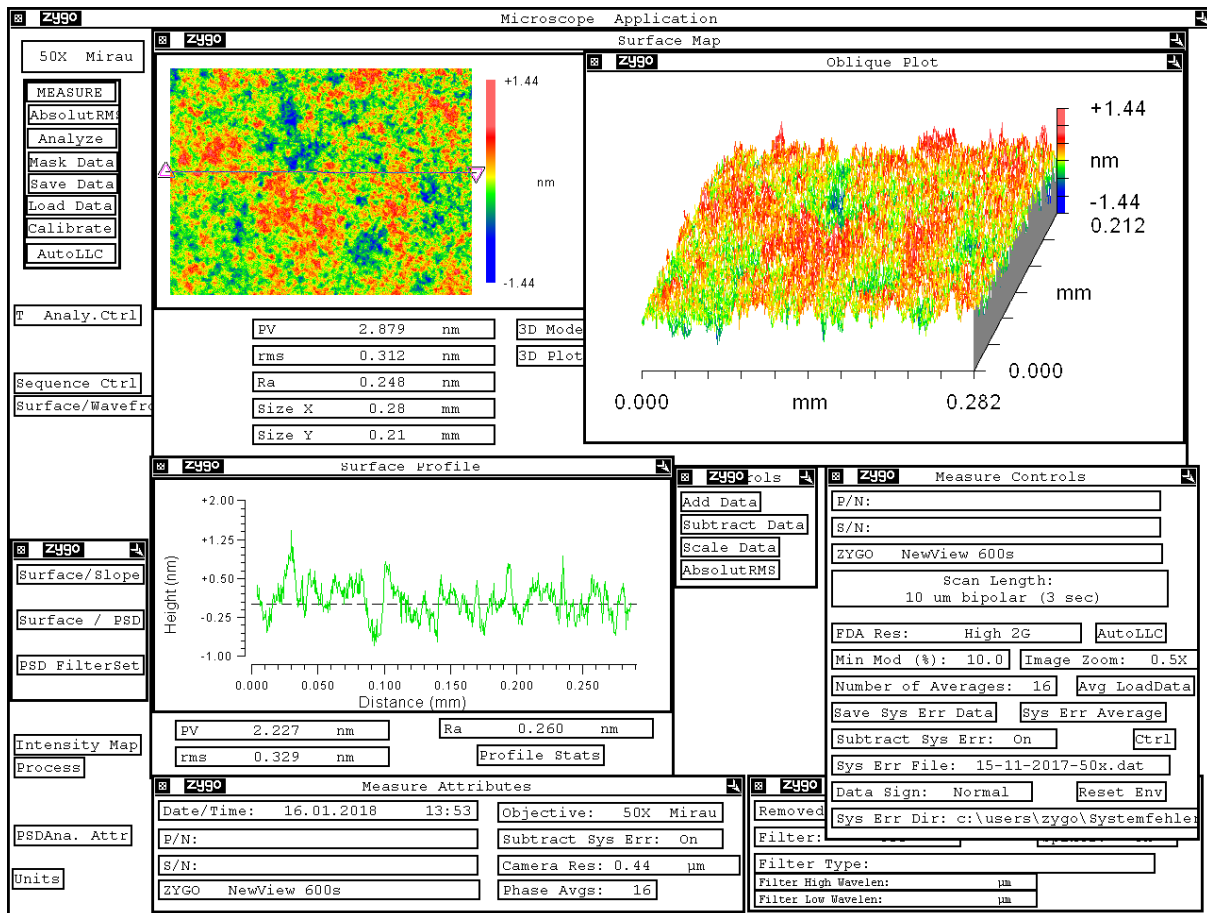 zygo Microscope Application
50X Mirau
MEASURE
AbsolutRMS
Analyze
Mask Data
Save Data
Load Data
Calibrate
AutoLLC
T Analy.Ctrl
Sequence Ctrl
Surface/Wavefro
zygo Surface Map
+1.44
nm
-1.44
PV 2.879 nm
rms 0.312 nm
Ra 0.248 nm
Size X 0.28 mm
Size Y 0.21 mm
3D Mode
3D Plot
zygo Oblique Plot
+1.44
nm
-1.44
0.212
mm
0.000
0.000 mm 0.282
zygo Surface Profile
+2.00
+1.25
+0.50
-0.25
-1.00
Height (nm)
0.000 0.050 0.100 0.150 0.200 0.250
Distance (mm)
PV 2.227 nm
rms 0.329 nm
Ra 0.260 nm
Profile Stats
zygo rols
Add Data
Subtract Data
Scale Data
AbsolutRMS
zygo Measure Controls
P/N:
S/N:
ZYGO NewView 600s
Scan Length:
10 um bipolar (3 sec)
FDA Res: High 2G
AutoLLC
Min Mod (%): 10.0
Image Zoom: 0.5X
Number of Averages: 16
Avg LoadData
Save Sys Err Data
Sys Err Average
Subtract Sys Err: On
Ctrl
Sys Err File: 15-11-2017-50x.dat
Data Sign: Normal
Reset Env
Sys Err Dir: c:\users\zygo\Systemfehler
zygo
Surface/Slope
Surface / PSD
PSD FilterSet
Intensity Map
Process
PSDAna. Attr
Units
zygo Measure Attributes
Date/Time: 16.01.2018 13:53
P/N:
S/N:
ZYGO NewView 600s
Objective: 50X Mirau
Subtract Sys Err: On
Camera Res: 0.44 µm
Phase Avgs: 16
zygo
Removed
Filter:
Filter Type:
Filter High Wavelen: µm
Filter Low Wavelen: µm